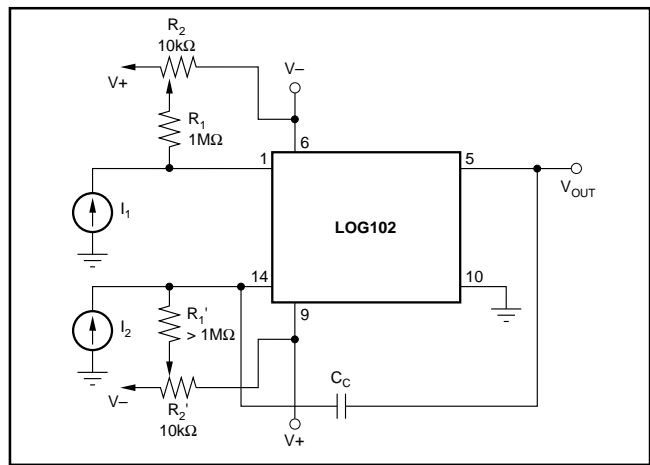 R2
10kΩ
V+
V–
R1
1MΩ
6
1
5
VOUT
I1
LOG102
14
10
I2
R1'
> 1MΩ
9
V–
R2'
10kΩ
CC
V+